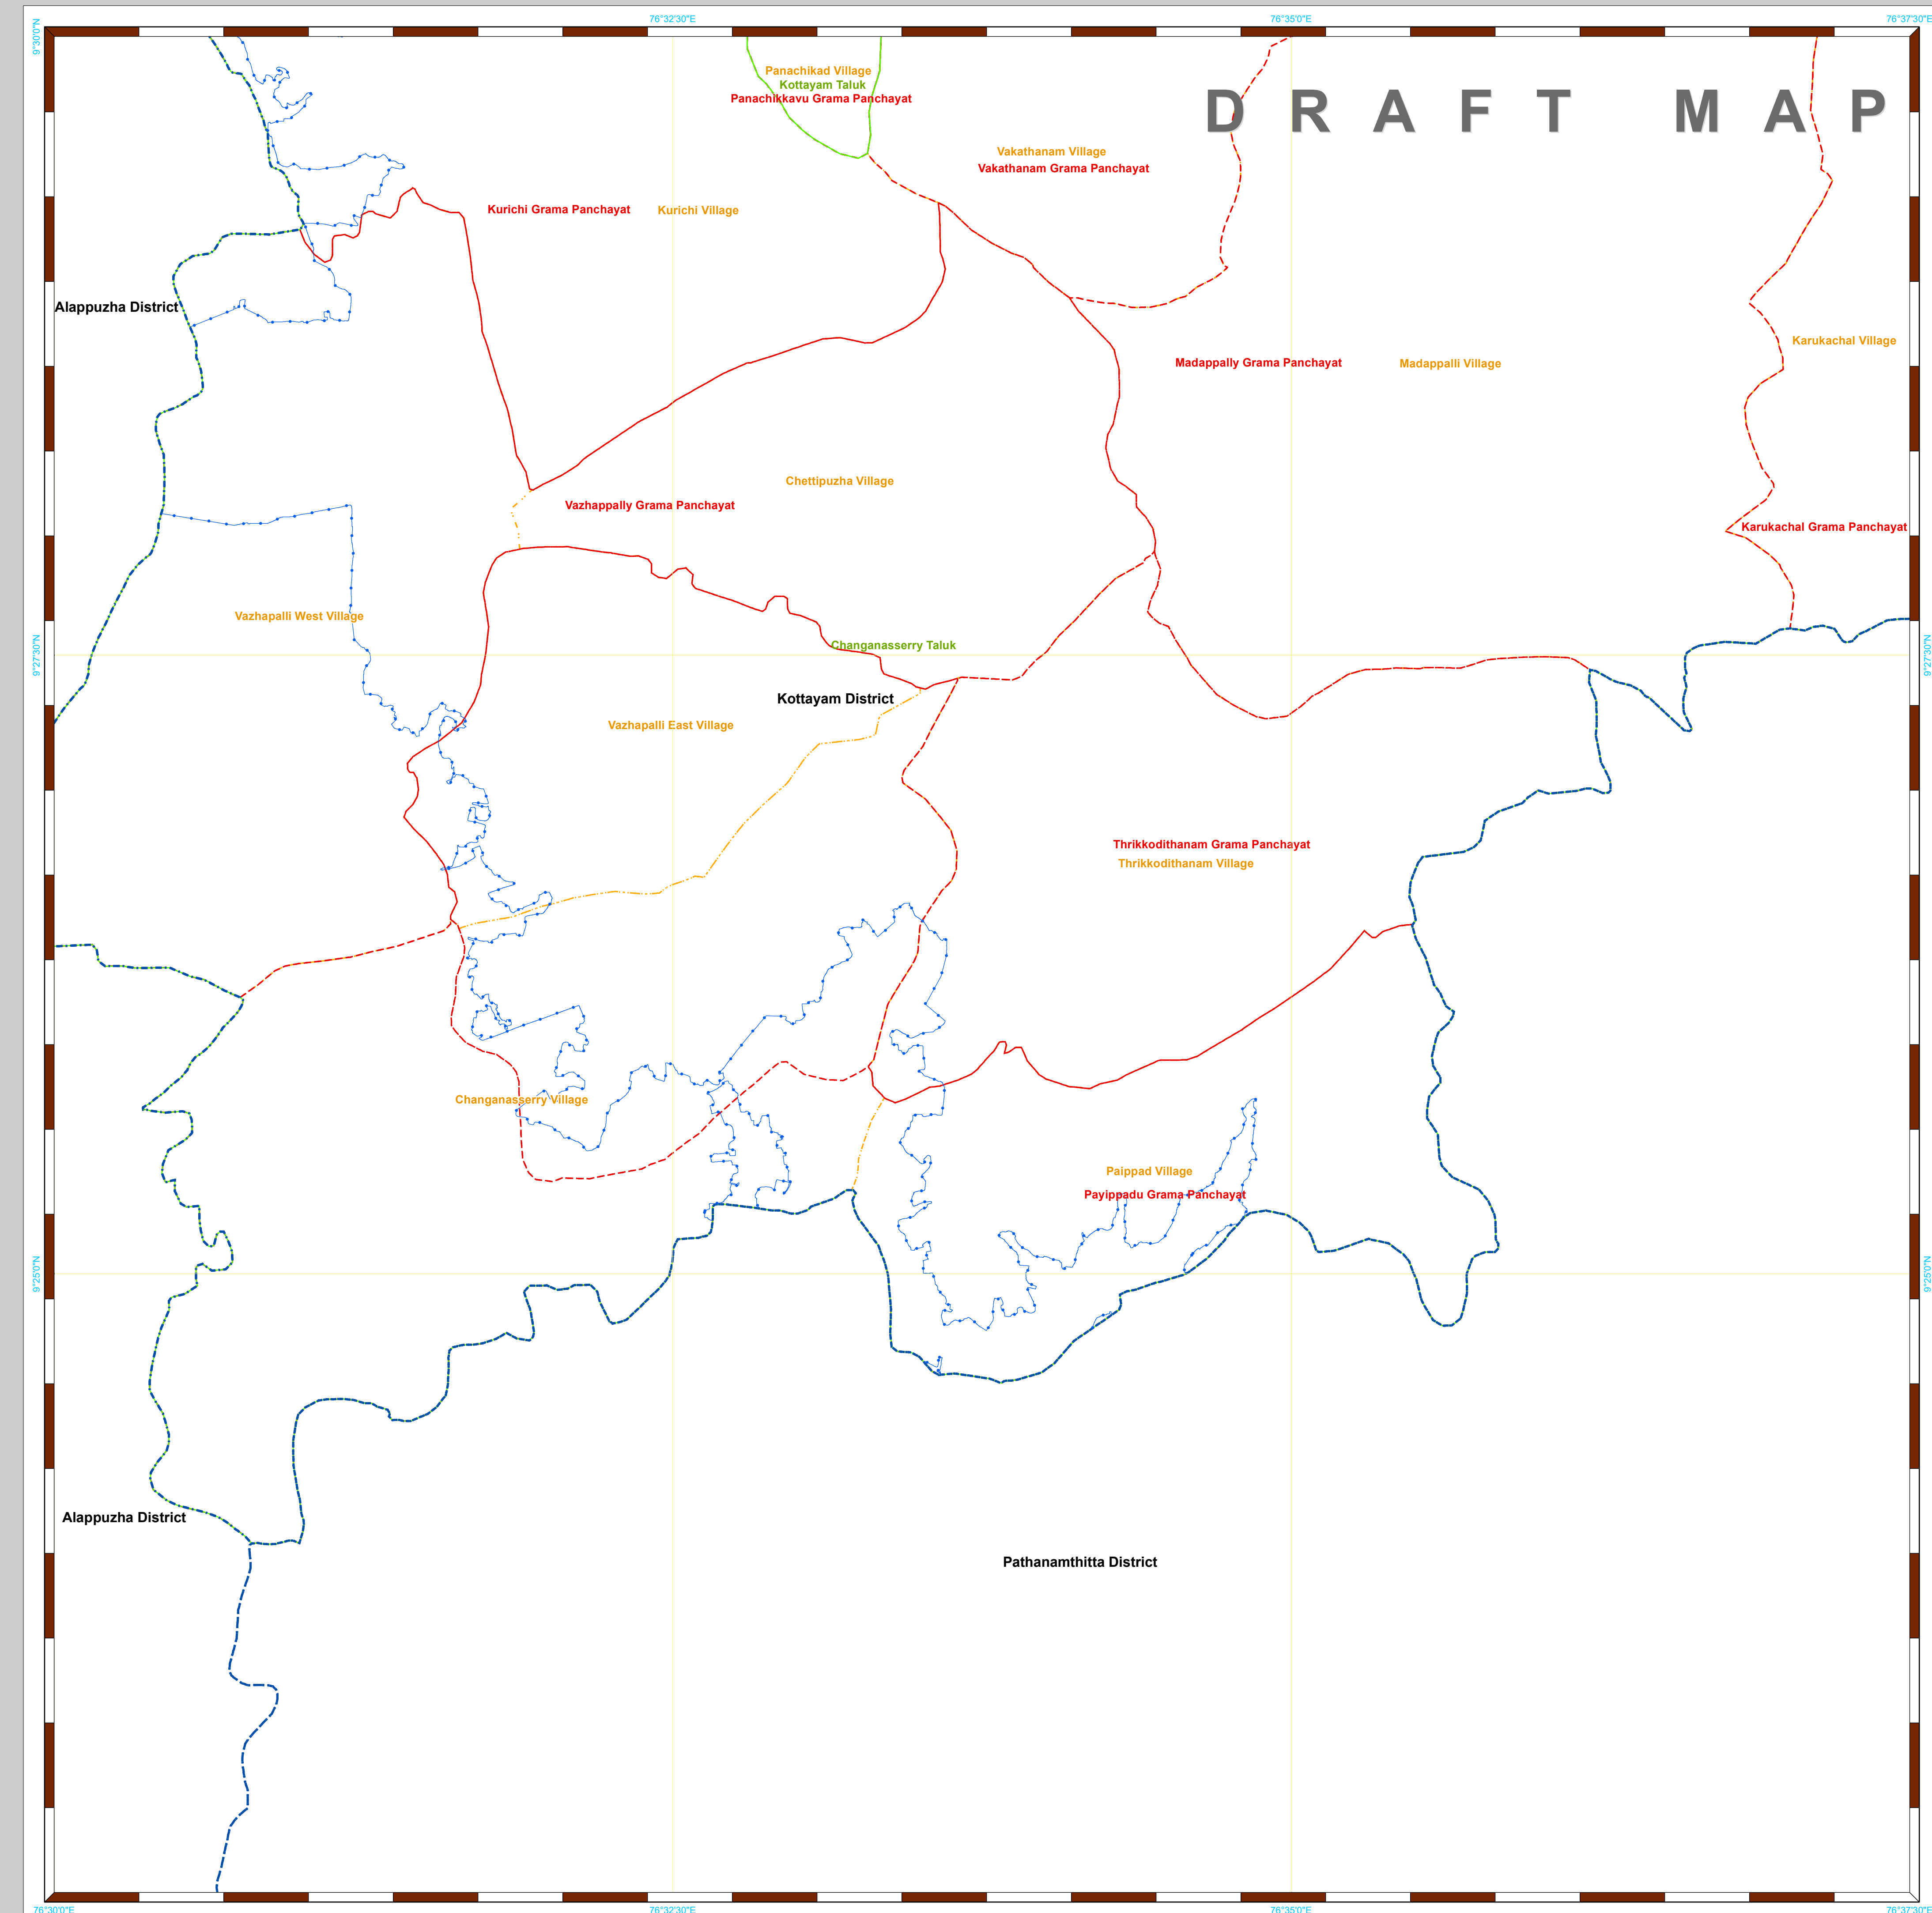 76°32'30"E
76°35'0"E
76°37'30"E
9°30'0"N
Panachikad Village
Kottayam Taluk
Panachikkavu Grama Panchayat
DRAFT MAP
Vakathanam Village
Vakathanam Grama Panchayat
Kurichi Grama Panchayat
Kurichi Village
Alappuzha District
Karukachal Village
Madappally Grama Panchayat
Madappalli Village
Chettipuzha Village
Vazhappally Grama Panchayat
Karukachal Grama Panchayat
Vazhapalli West Village
Changanasserry Taluk
9°27'30"N
9°27'30"N
Kottayam District
Vazhapalli East Village
Thrikkodithanam Grama Panchayat
Thrikkodithanam Village
Changanasserry Village
Paippad Village
Payippadu Grama Panchayat
9°25'0"N
9°25'0"N
Alappuzha District
Pathanamthitta District
76°30'0"E
76°32'30"E
76°35'0"E
76°37'30"E